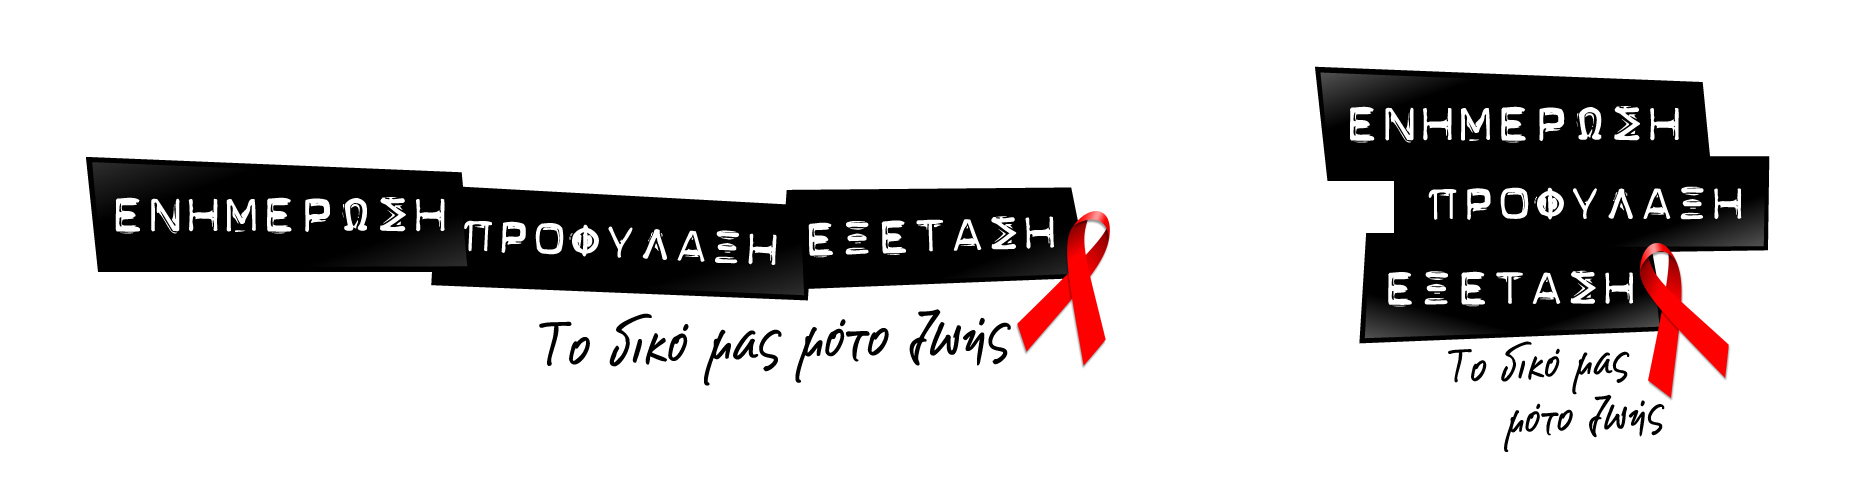 ΕΝΗΜΕΡΩΣΗ ΠΡΟΦΥΛΑΞΗ ΕΞΕΤΑΣΗ
Το δικό μας μότο ζωής
ΕΝΗΜΕΡΩΣΗ
ΠΡΟΦΥΛΑΞΗ
ΕΞΕΤΑΣΗ
Το δικό μας
μότο ζωής